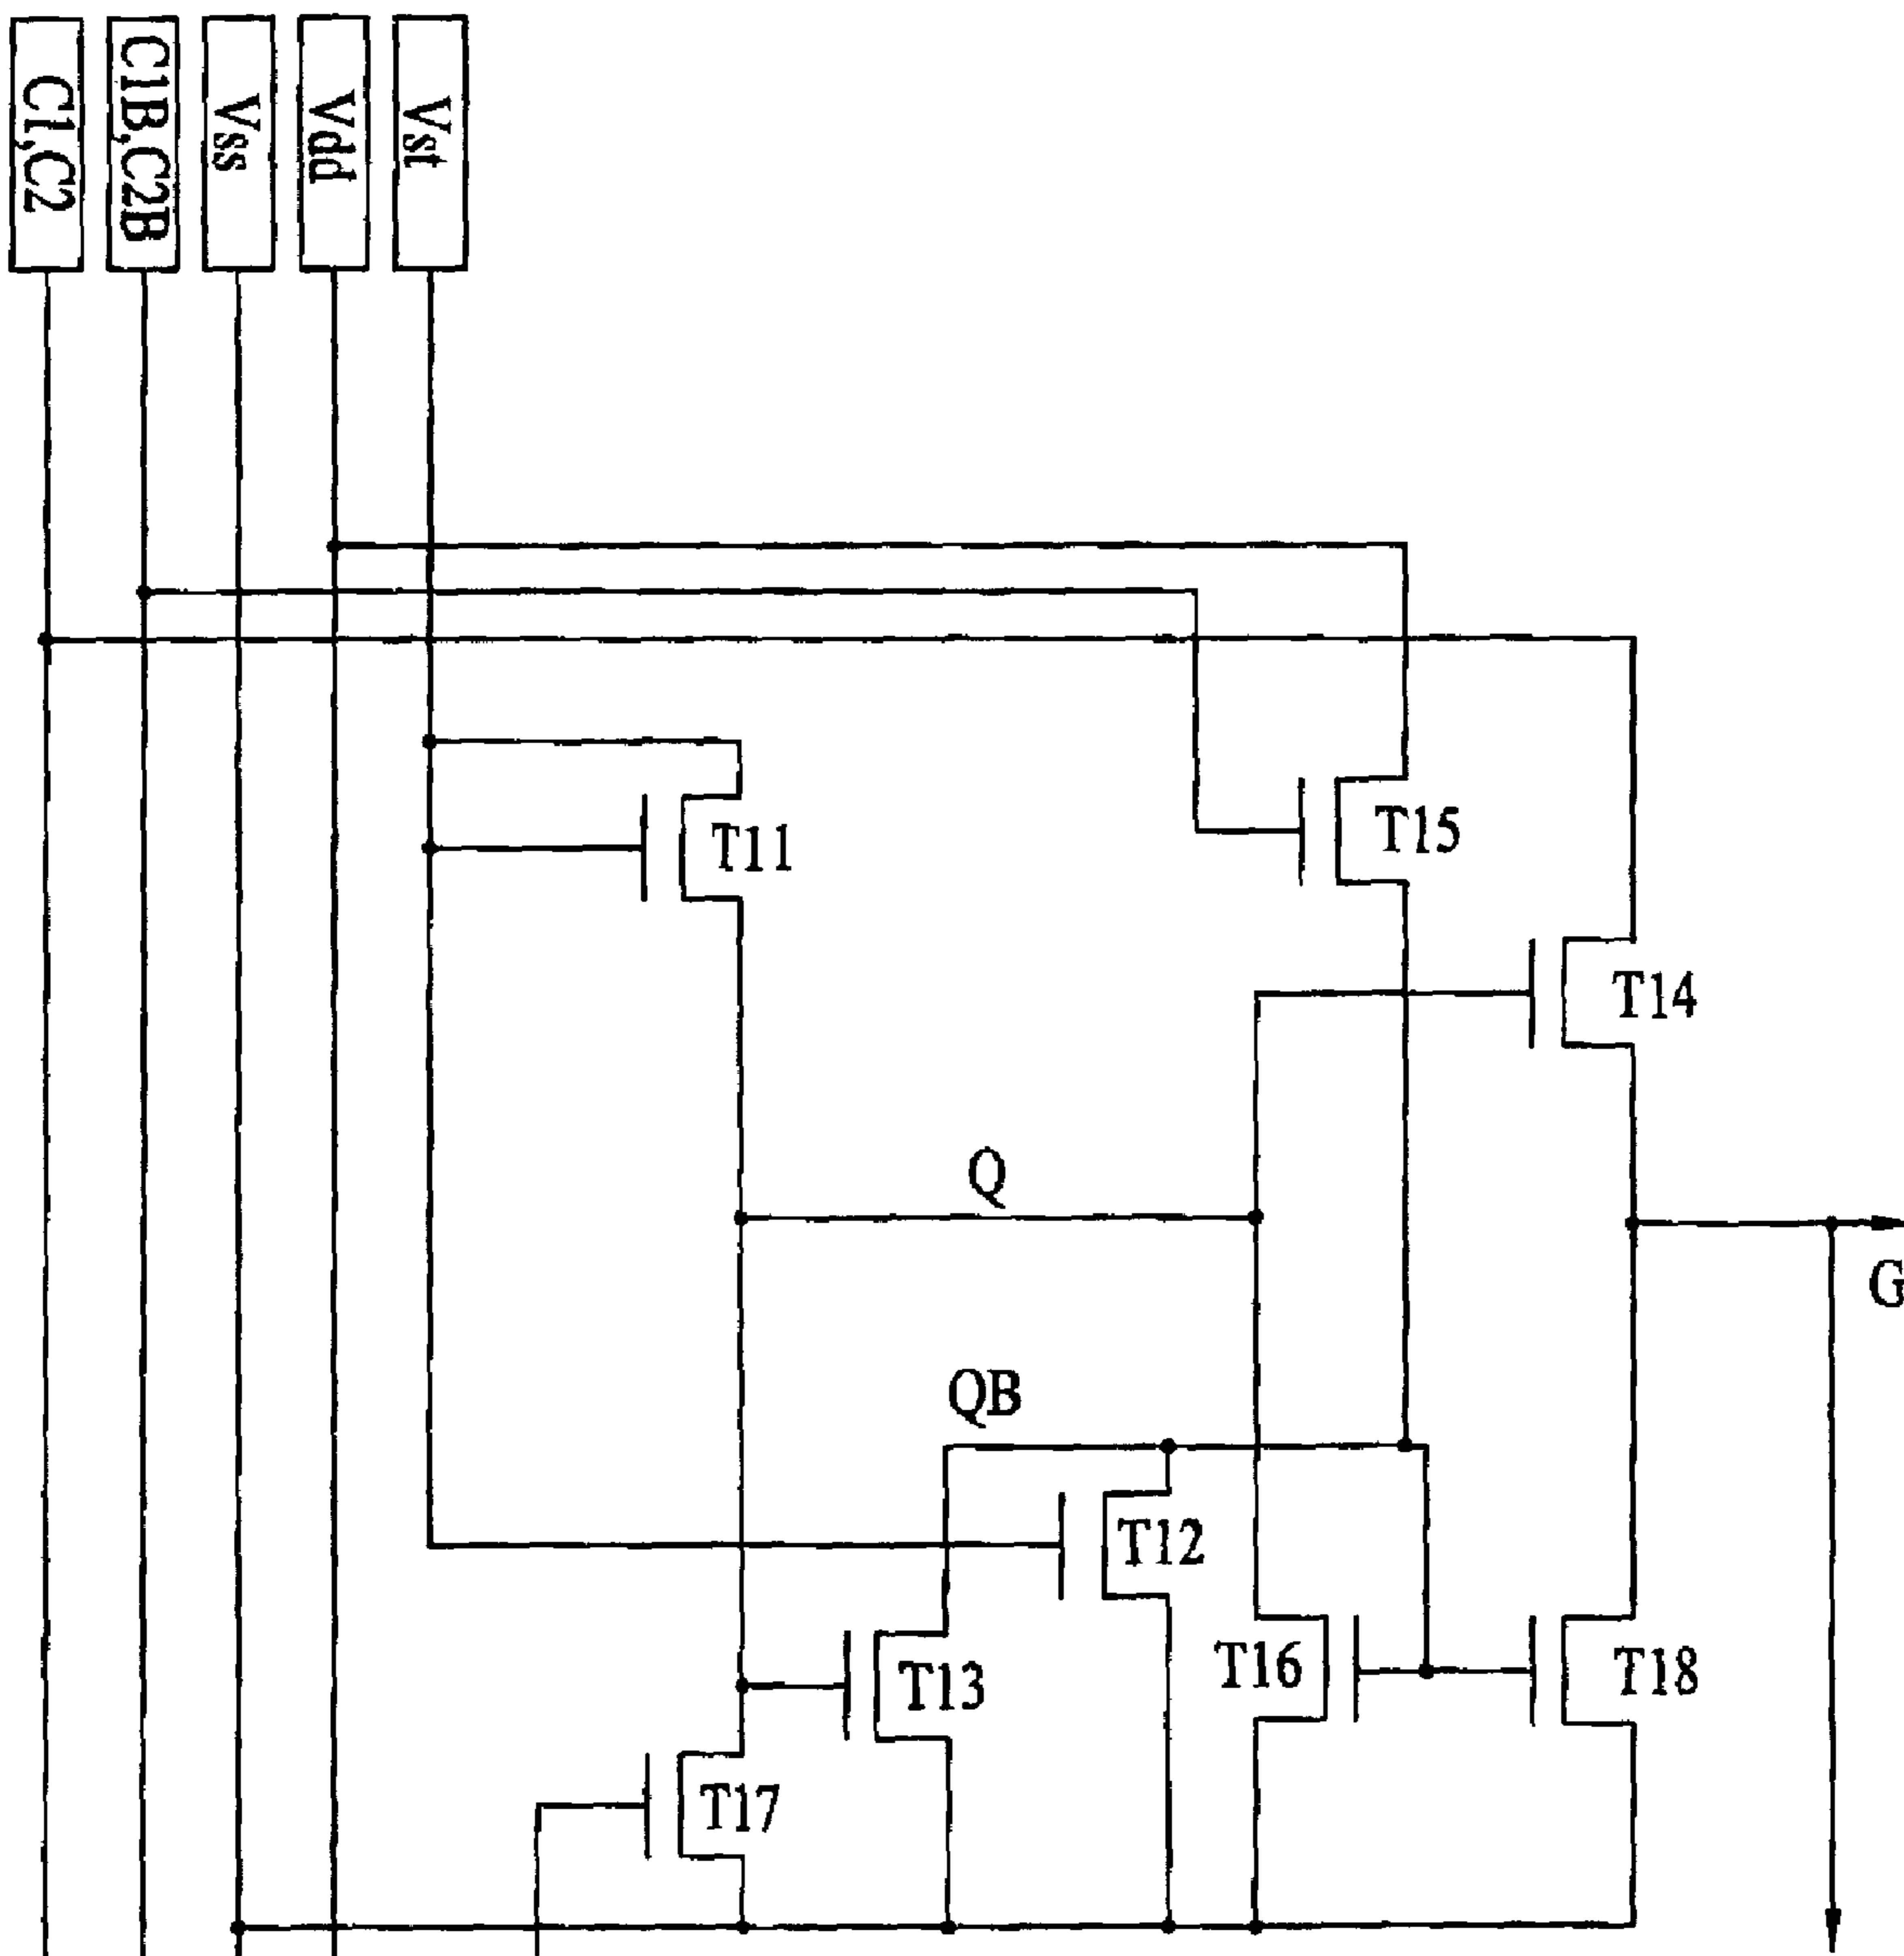 C1,C2
C1B,C2B
Vss
Vdd
Vst
T11
T15
T14
Q
G
QB
T12
T16
T18
T13
T17